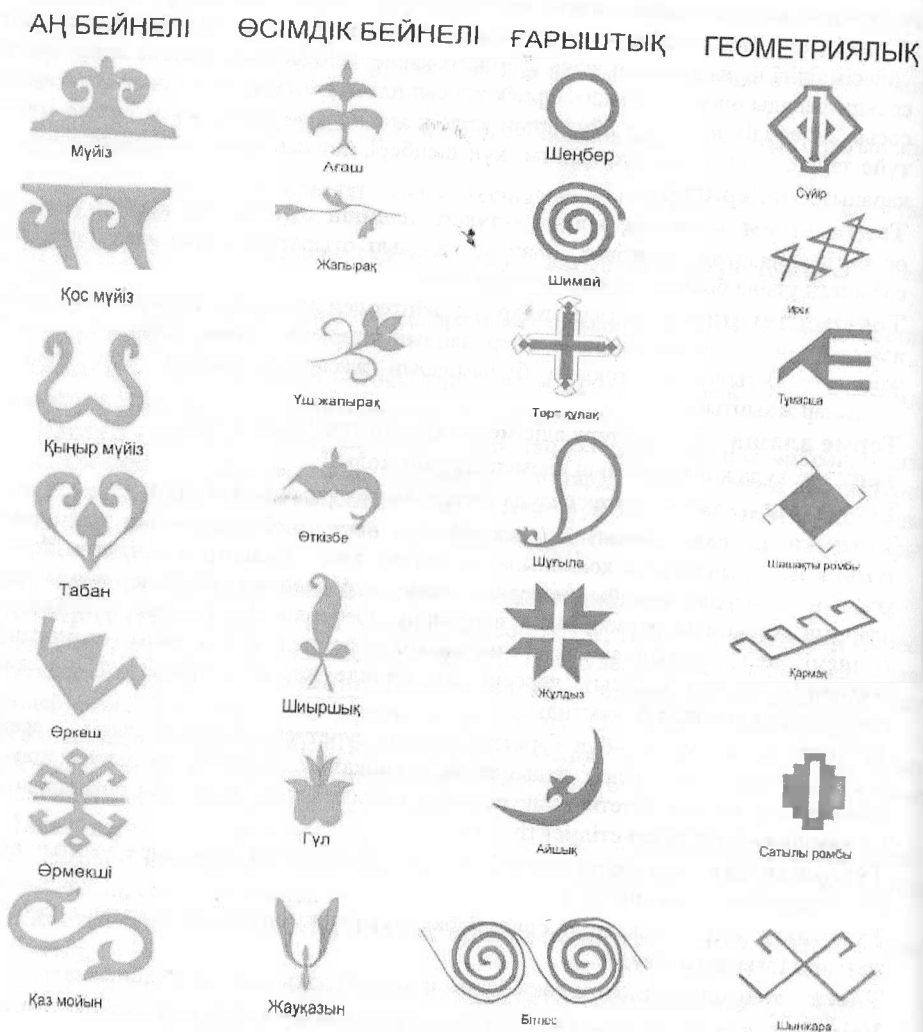 АҢ БЕЙНЕЛІ
ӨСІМДІК БЕЙНЕЛІ
ҒАРЫШТЫҚ
ГЕОМЕТРИЯЛЫҚ
Мүйіз
Ағаш
Шеңбер
Сүйір
Қос мүйіз
Жапырақ
Шимай
Ирек
Қыңыр мүйіз
Үш жапырақ
Төрт құлақ
Тұмарша
Табан
Өткізбе
Шұғыла
Шашақты ромбы
Өркеш
Шиыршық
Жұлдыз
Қармақ
Өрмекші
Гүл
Айшық
Сатылы ромбы
Қаз мойын
Жауқазын
Бітпес